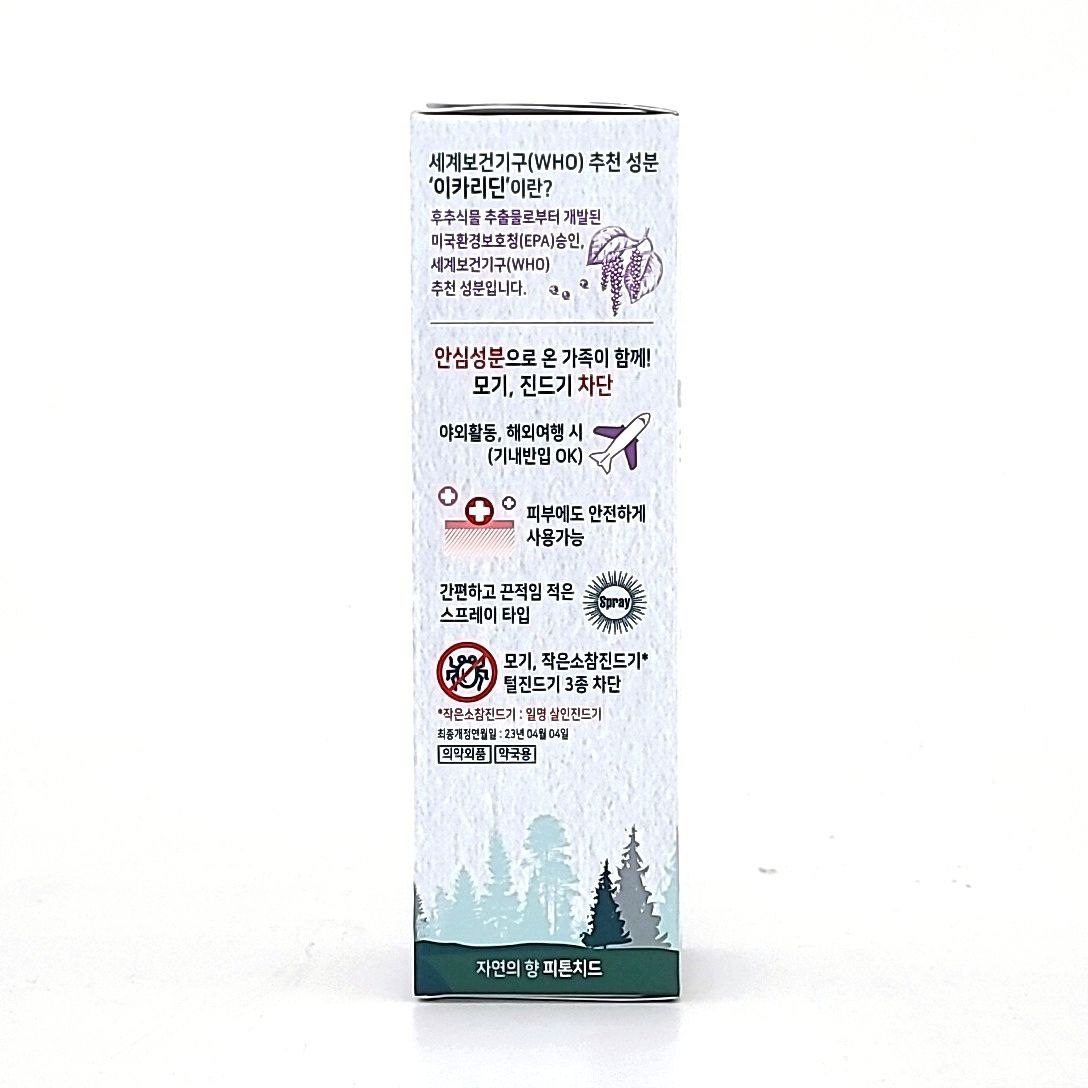 세계보건기구(WHO) 추천 성분
'이카리딘'이란?
후추식물 추출물로부터 개발된
미국환경보호청(EPA)승인,
세계보건기구(WHO)
추천 성분입니다.
안심성분으로 온 가족이 함께!
모기, 진드기 차단
야외활동, 해외여행 시
(기내반입 OK)
피부에도 안전하게
사용가능
간편하고 끈적임 적은
스프레이 타입
Spray
모기, 작은소참진드기*
털진드기 3종 차단
*작은소참진드기 : 일명 살인진드기
최종개정연월일 : 23년 04월 04일
의약외품 약국용
자연의 향 피톤치드